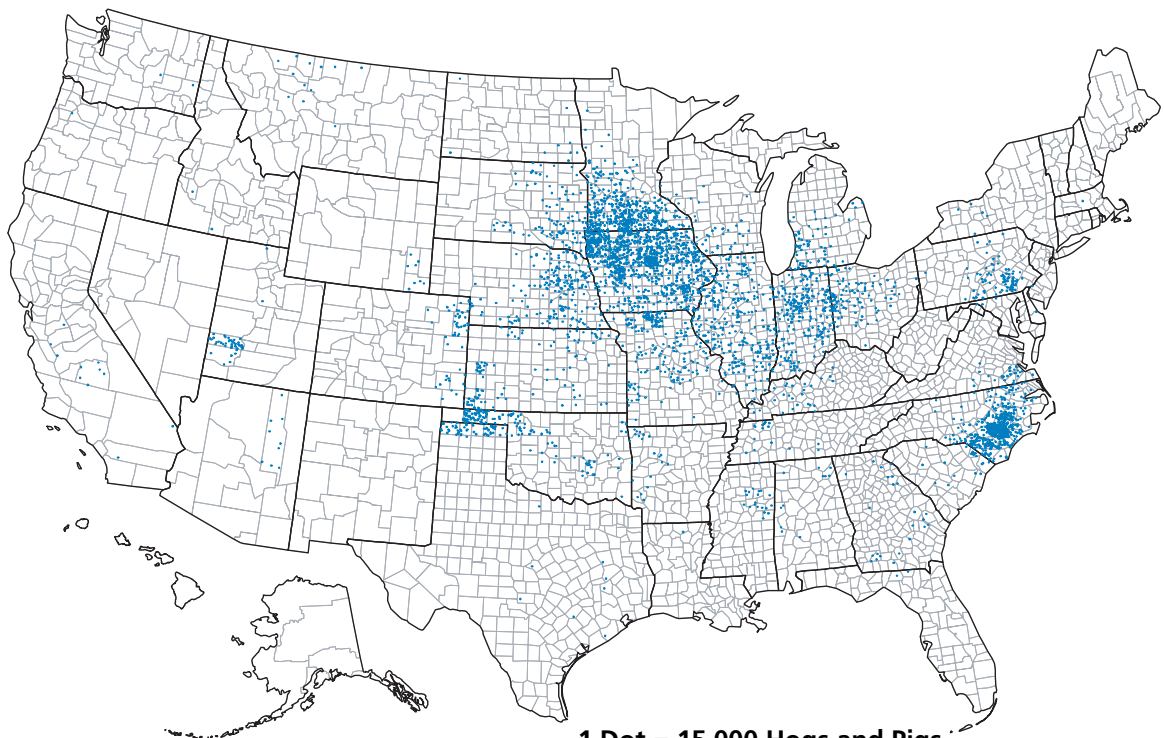 1 Dot = 15,000 Hogs and Pigs